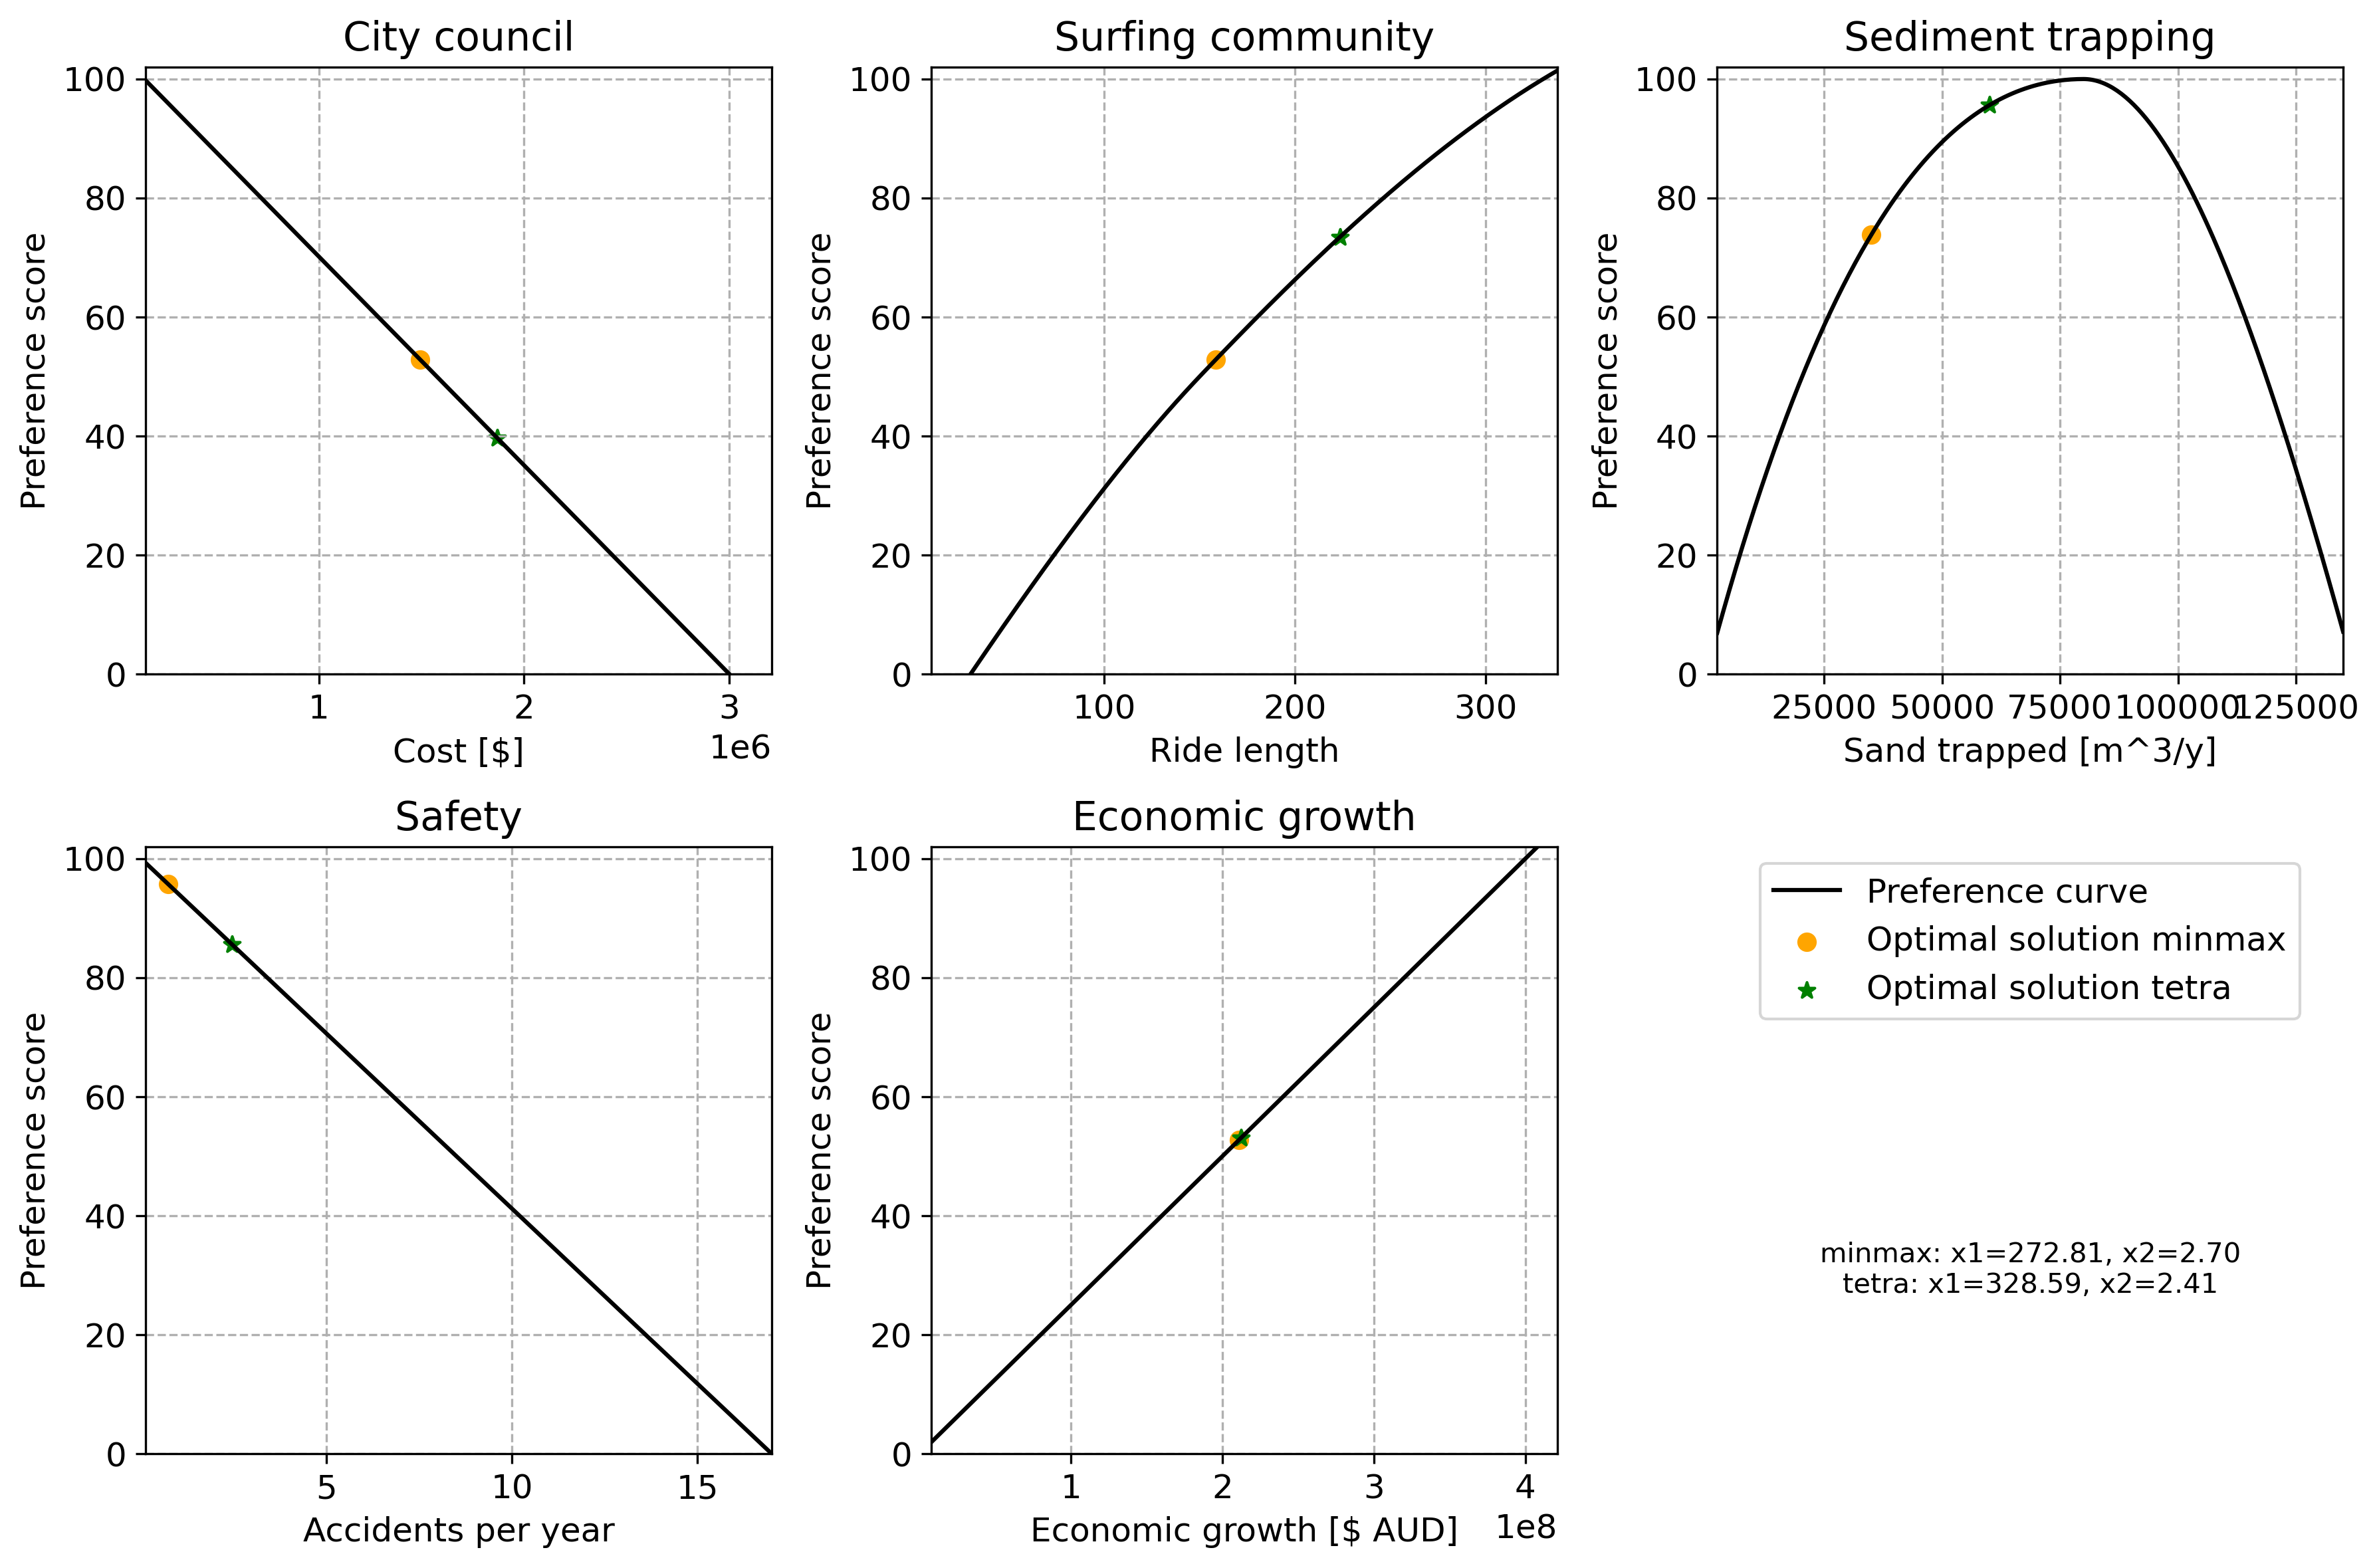 City council
Surfing community
Sediment trapping
100
80
60
40
20
0
Preference score
1
2
3
1e6
Cost [$]
100
80
60
40
20
0
Preference score
100
200
300
Ride length
100
80
60
40
20
0
Preference score
25000
50000
75000
100000
125000
Sand trapped [m^3/y]
Safety
Economic growth
100
80
60
40
20
0
Preference score
5
10
15
Accidents per year
100
80
60
40
20
0
Preference score
1
2
3
4
1e8
Economic growth [$ AUD]
Preference curve
Optimal solution minmax
Optimal solution tetra
minmax: x1=272.81, x2=2.70
tetra: x1=328.59, x2=2.41